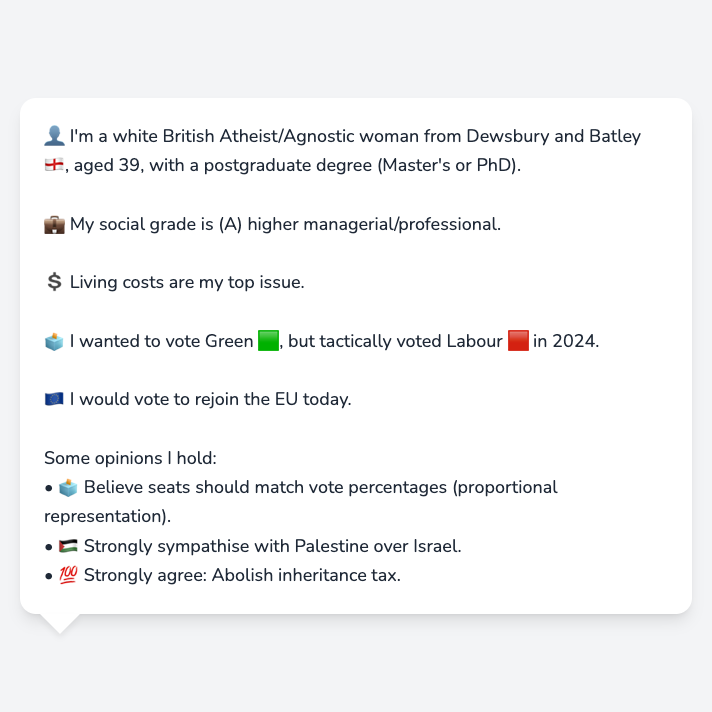 👤 I'm a white British Atheist/Agnostic woman from Dewsbury and Batley
🏴󠁧󠁢󠁥󠁮󠁧󠁿, aged 39, with a postgraduate degree (Master's or PhD).
💼 My social grade is (A) higher managerial/professional.
💲 Living costs are my top issue.
🗳️ I wanted to vote Green 🟩, but tactically voted Labour 🟥 in 2024.
🇪🇺 I would vote to rejoin the EU today.
Some opinions I hold:
• 🗳️ Believe seats should match vote percentages (proportional
representation).
• 🇵🇸 Strongly sympathise with Palestine over Israel.
• 💯 Strongly agree: Abolish inheritance tax.